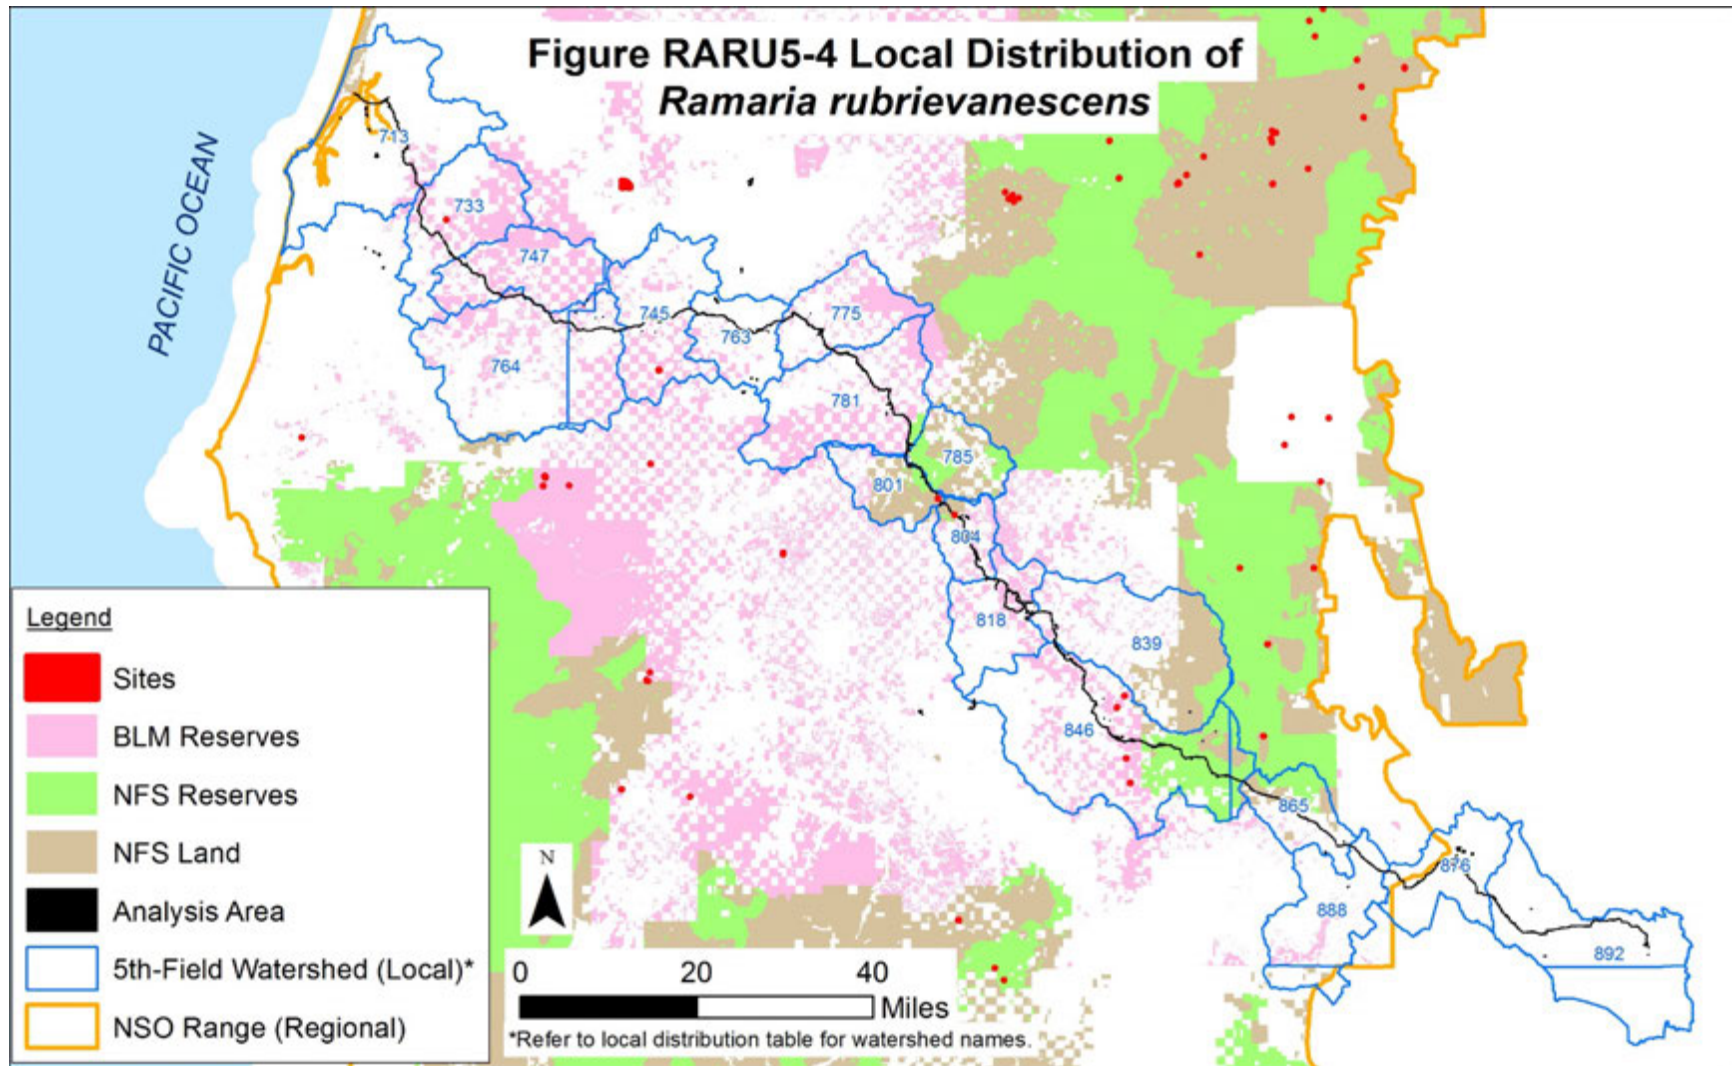 Figure RARU5-4 Local Distribution of
Ramaria rubrievanescens
PACIFIC OCEAN
713
733
747
745
775
763
764
781
785
801
804
818
839
846
865
876
888
892
Legend
Sites
BLM Reserves
NFS Reserves
NFS Land
Analysis Area
5th-Field Watershed (Local)*
NSO Range (Regional)
N
0 20 40
Miles
*Refer to local distribution table for watershed names.